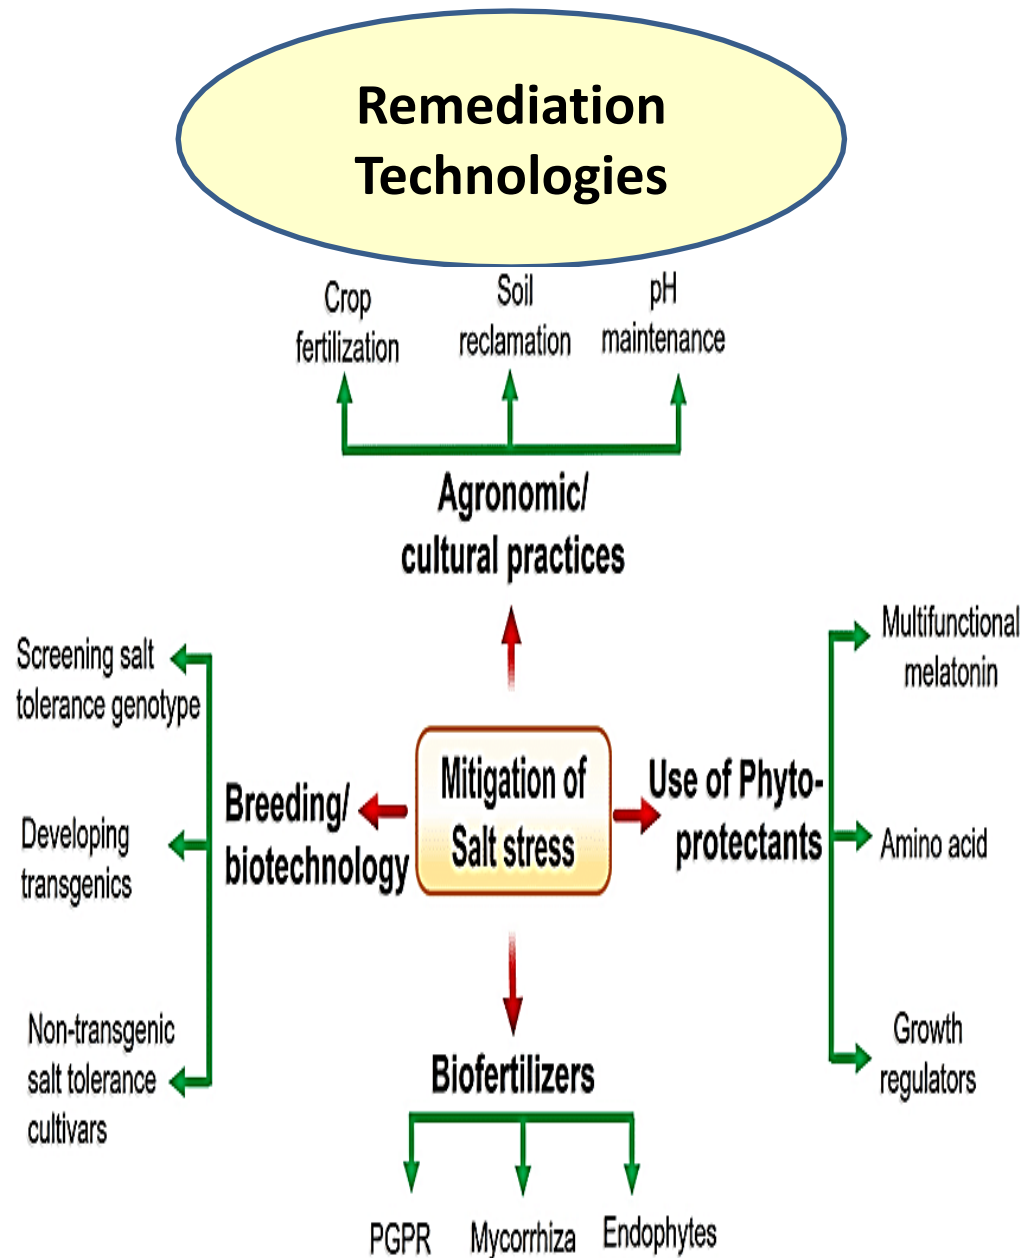 Remediation
Technologies
Crop
fertilization
Soil
reclamation
pH
maintenance
Agronomic/
cultural practices
Screening salt
tolerance genotype
Developing
transgenics
Non-transgenic
salt tolerance
cultivars
Breeding/
biotechnology
Mitigation of
Salt stress
Use of Phyto-
protectants
Multifunctional
melatonin
Amino acid
Growth
regulators
Biofertilizers
PGPR
Mycorrhiza
Endophytes